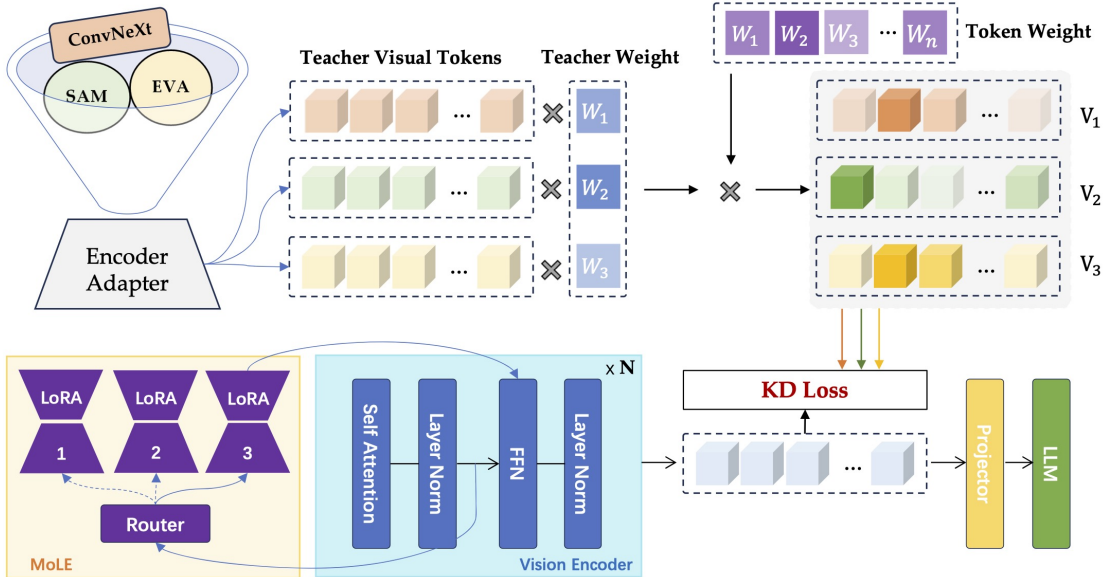 ConvNeXt
SAM
EVA
Encoder
Adapter
Teacher Visual Tokens
Teacher Weight
...
W1
...
W2
...
W3
W1 W2 W3 ... Wn
Token Weight
...
V1
...
V2
...
V3
LoRA LoRA LoRA
1 2 3
Router
MoLE
x N
Self Attention
Layer Norm
FFN
Layer Norm
Vision Encoder
KD Loss
...
Projector
LLM